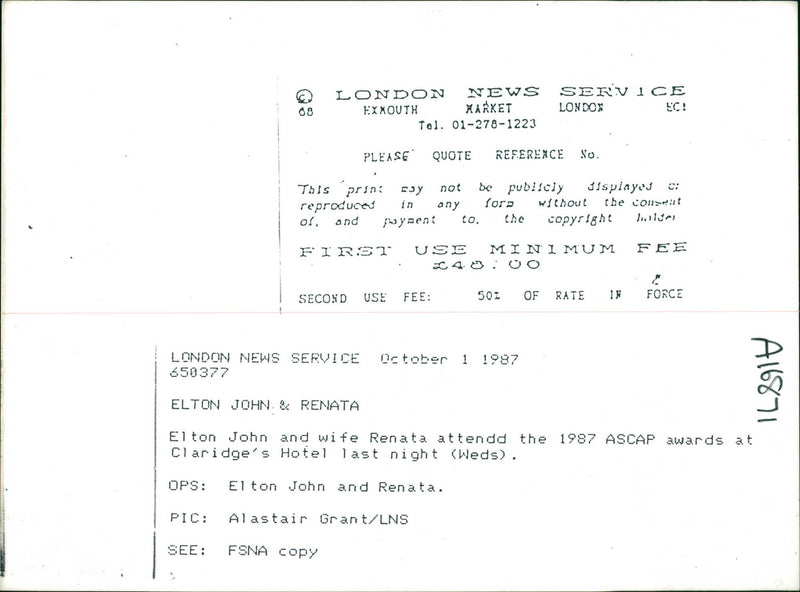 © LONDON NEWS SERVICE
68 EXMOUTH MARKET LONDON EC1
Tel. 01-278-1223
PLEASE QUOTE REFERENCE No.
This print may not be publicly displayed or
reproduced in any form without the consent
of, and payment to, the copyright holder
FIRST USE MINIMUM FEE
£48.00
SECOND USE FEE: 50% OF RATE IN FORCE
LONDON NEWS SERVICE October 1 1987
650377
ELTON JOHN & RENATA
Elton John and wife Renata attendd the 1987 ASCAP awards at
Claridge's Hotel last night (Weds).
OPS: Elton John and Renata.
PIC: Alastair Grant/LNS
SEE: FSNA copy
A16871